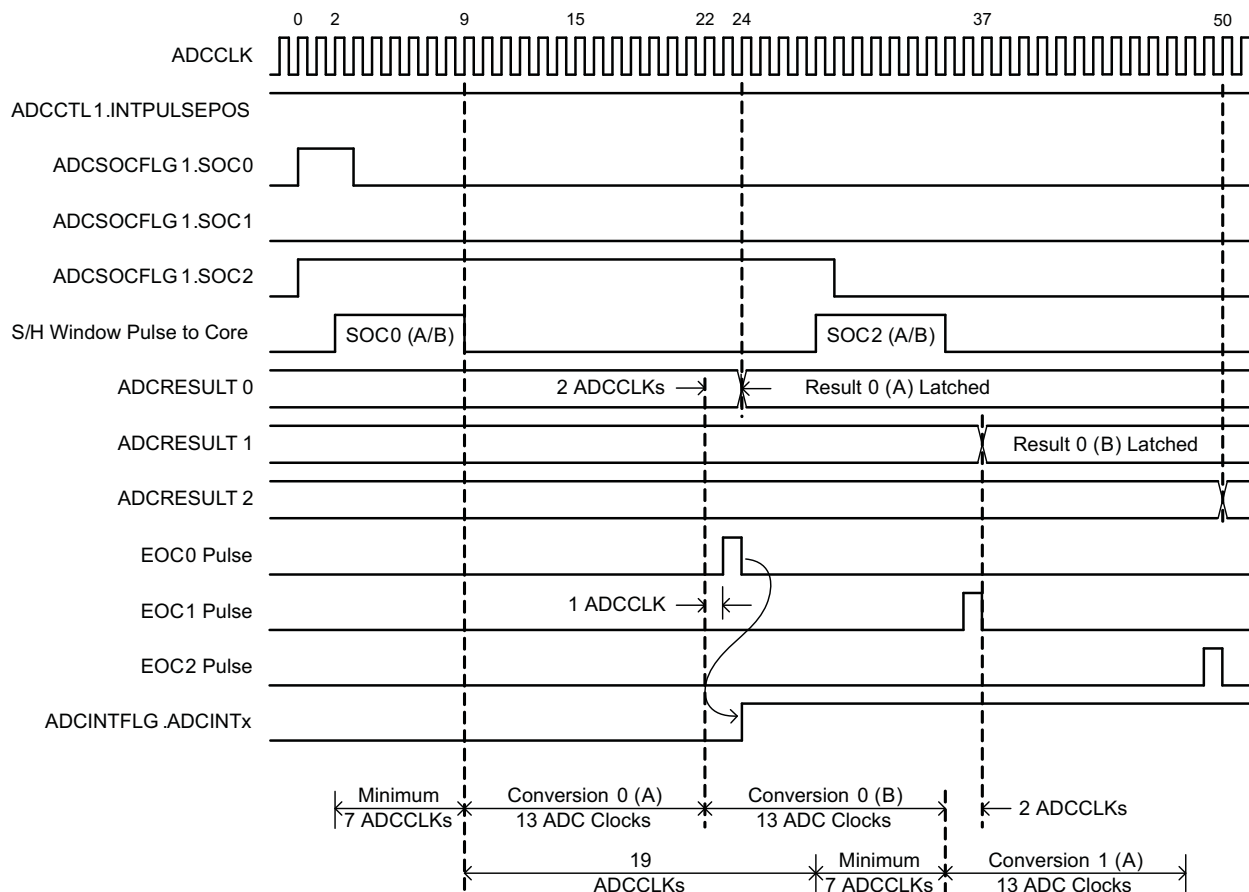 0 2 9 15 22 24 37 50
ADCCLK
ADCCTL1.INTPULSEPOS
ADCSOCFLG1.SOC0
ADCSOCFLG1.SOC1
ADCSOCFLG1.SOC2
S/H Window Pulse to Core SOC0 (A/B) SOC2 (A/B)
ADCRESULT 0 2 ADCCLKs Result 0 (A) Latched
ADCRESULT 1 Result 0 (B) Latched
ADCRESULT 2
EOC0 Pulse
EOC1 Pulse 1 ADCCLK
EOC2 Pulse
ADCINTFLG.ADCINTx
Minimum Conversion 0 (A) Conversion 0 (B) 2 ADCCLKs
7 ADCCLKs 13 ADC Clocks 13 ADC Clocks
19 Minimum Conversion 1 (A)
ADCCLKs 7 ADCCLKs 13 ADC Clocks